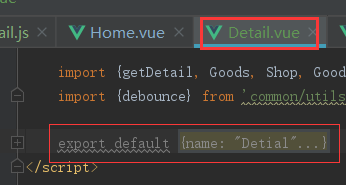 ail.js Home.vue Detail.vue
import {getDetail, Goods, Shop, Good
import {debounce} from 'common/utils
export default {name: "Detial"...}
</script>